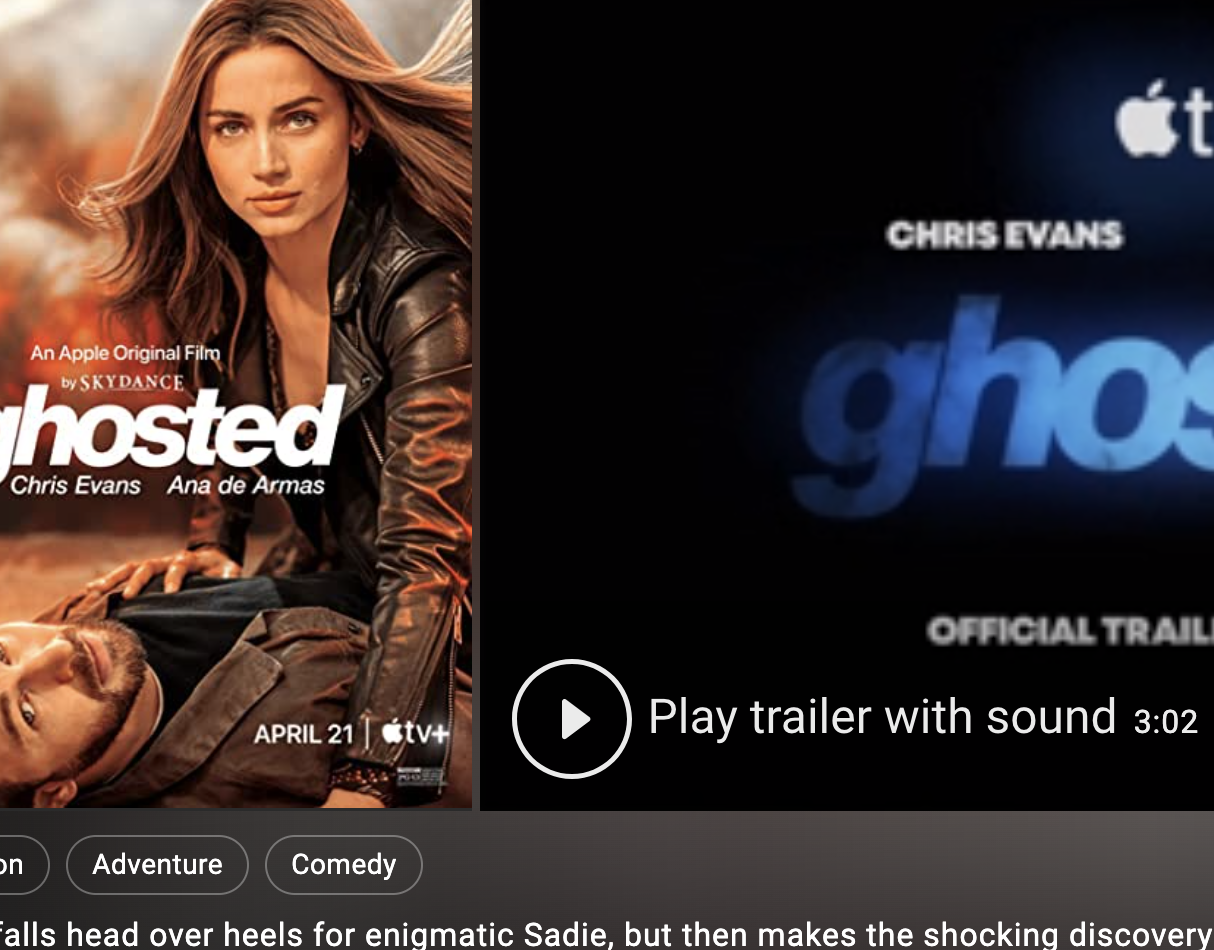 An Apple Original Film
by SKYDANCE
ghosted
Chris Evans Ana de Armas
APRIL 21 | tv+
PG-13
t
CHRIS EVANS
ghos
OFFICIAL TRAIL
Play trailer with sound 3:02
on
Adventure
Comedy
falls head over heels for enigmatic Sadie, but then makes the shocking discovery